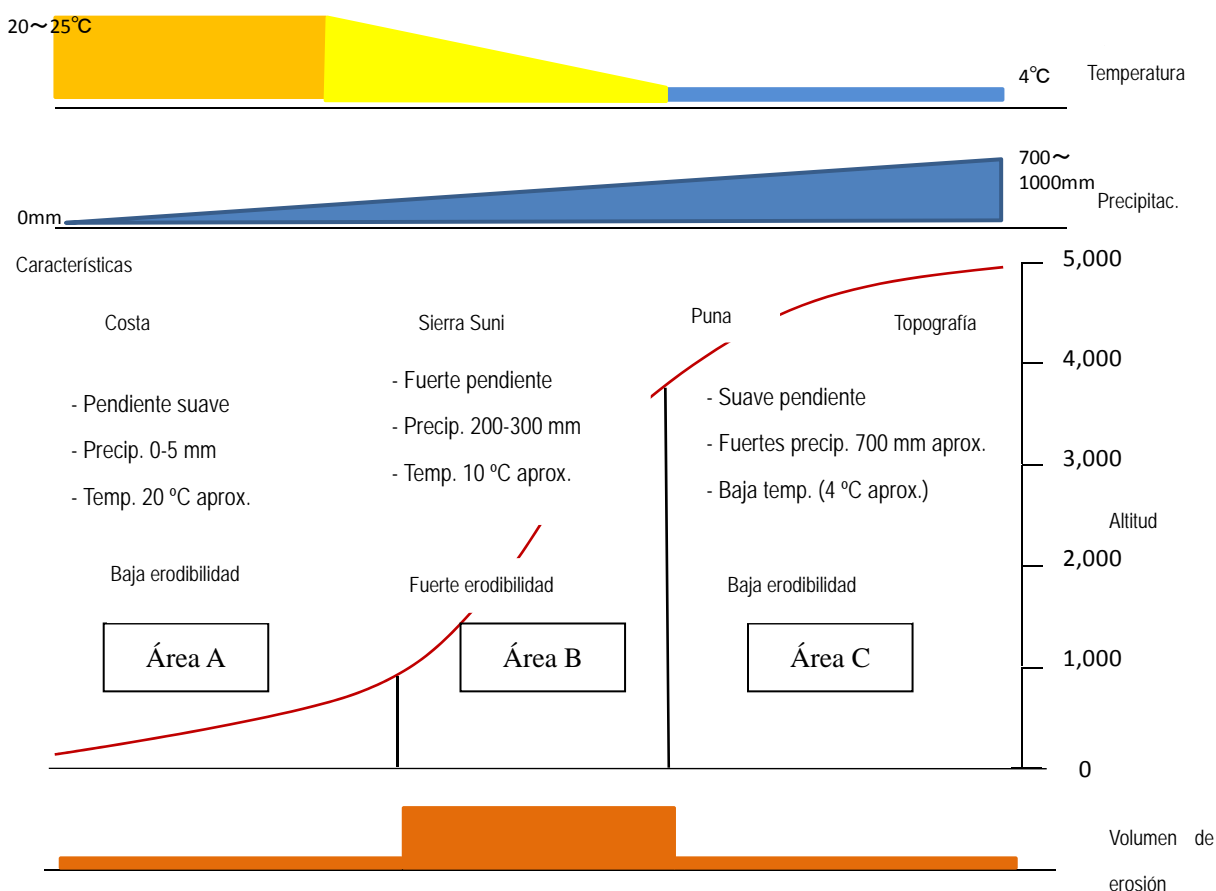 20～25℃
4℃
Temperatura
700～
1000mm
Precipitac.
0mm
Características
5,000
Costa
Sierra Suni
Puna
Topografía
4,000
- Pendiente suave
- Precip. 0-5 mm
- Temp. 20 ºC aprox.
- Fuerte pendiente
- Precip. 200-300 mm
- Temp. 10 ºC aprox.
- Suave pendiente
- Fuertes precip. 700 mm aprox.
- Baja temp. (4 ºC aprox.)
3,000
Altitud
2,000
Baja erodibilidad
Fuerte erodibilidad
Baja erodibilidad
Área A
Área B
Área C
1,000
0
Volumen de
erosión